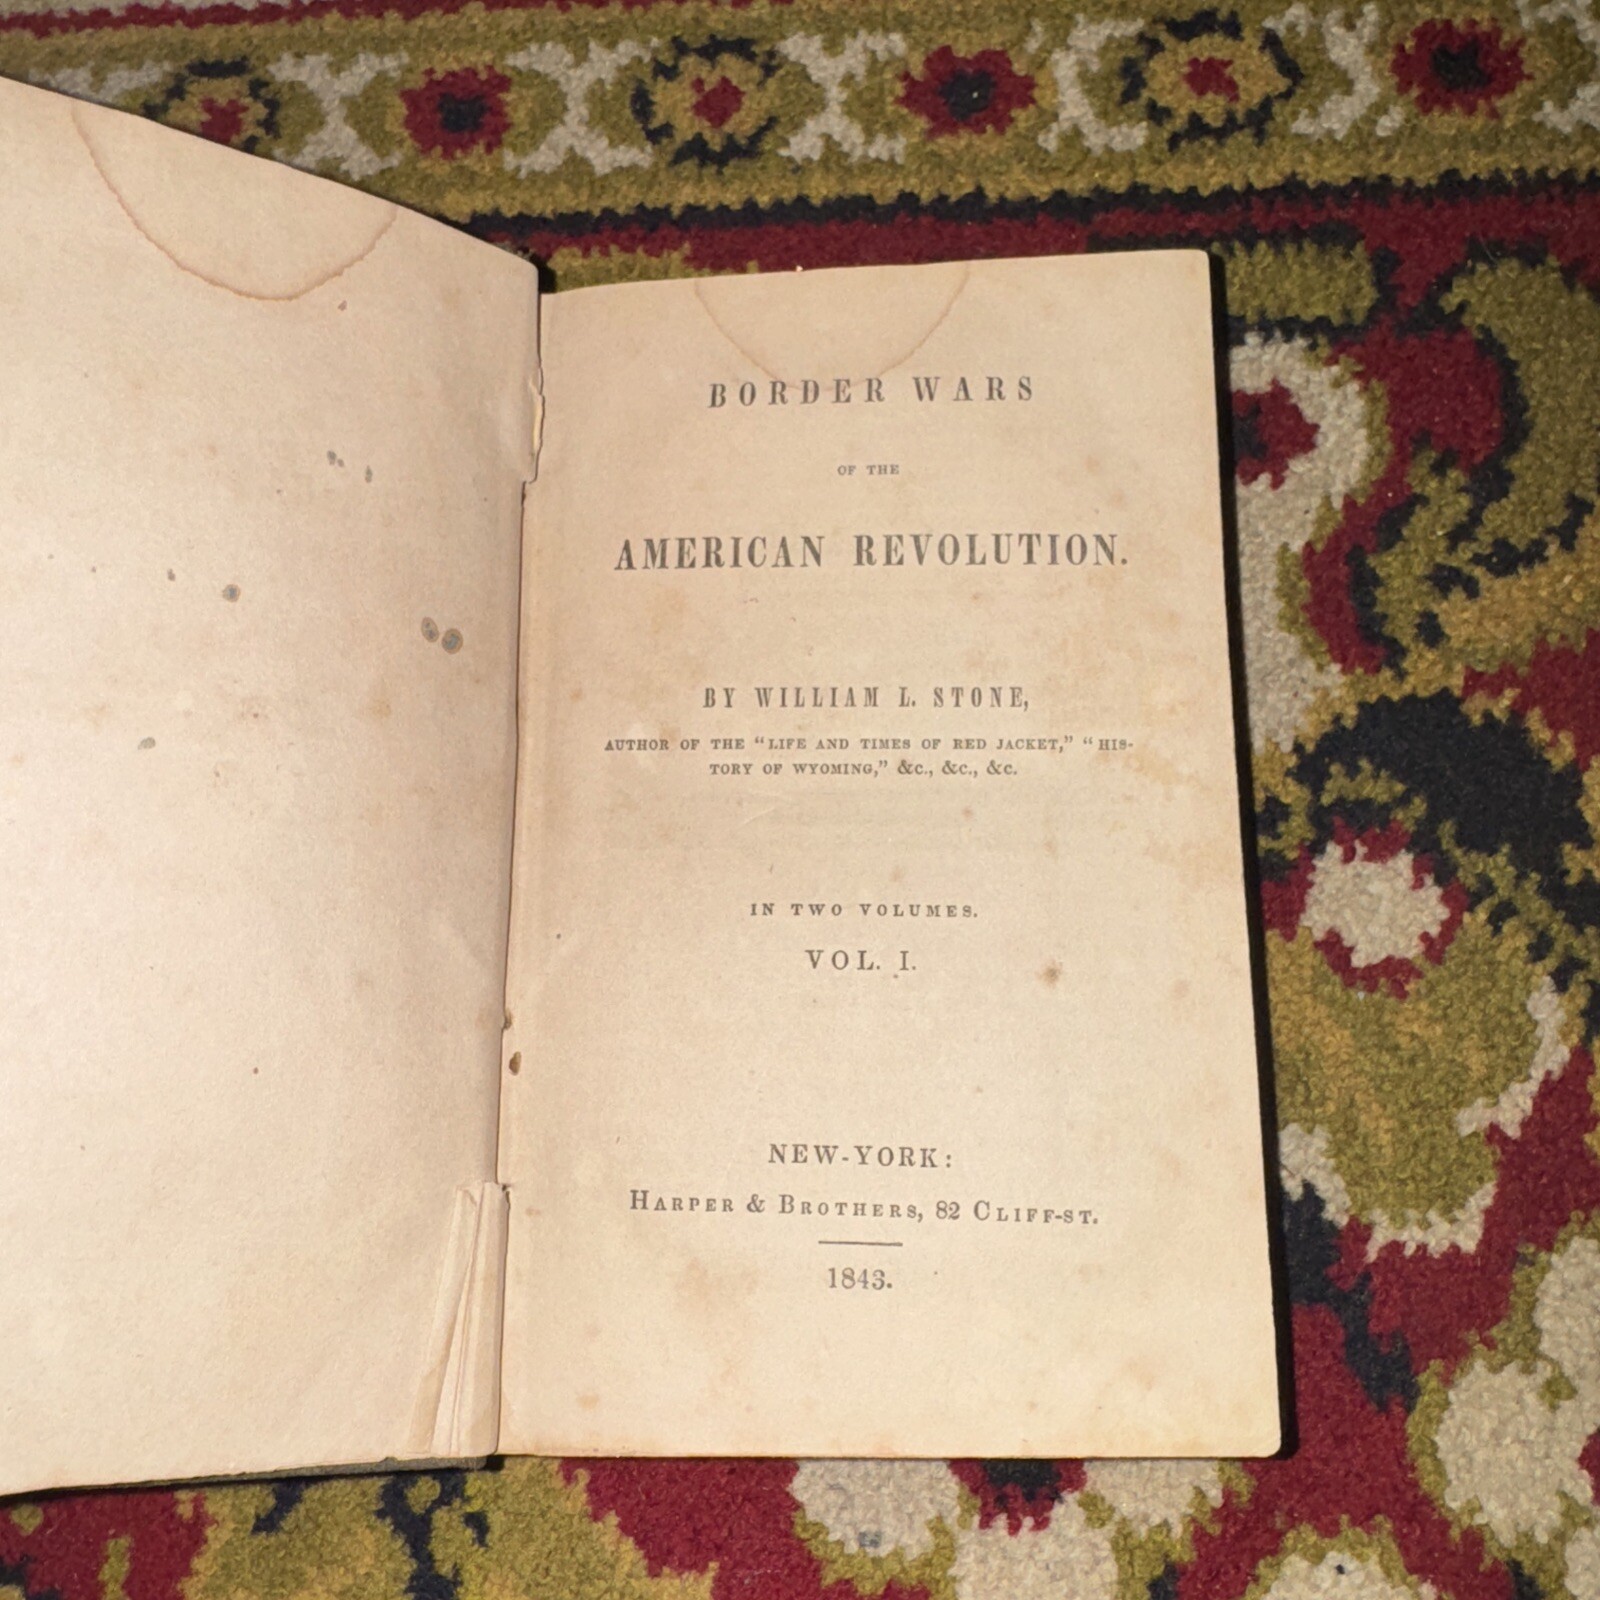 BORDER WARS
OF THE
AMERICAN REVOLUTION.
BY WILLIAM L. STONE,
AUTHOR OF THE “LIFE AND TIMES OF RED JACKET,” “HIS-
TORY OF WYOMING,” &c., &c., &c.
IN TWO VOLUMES.
VOL. I.
NEW-YORK:
HARPER & BROTHERS, 82 CLIFF-ST.
1843.